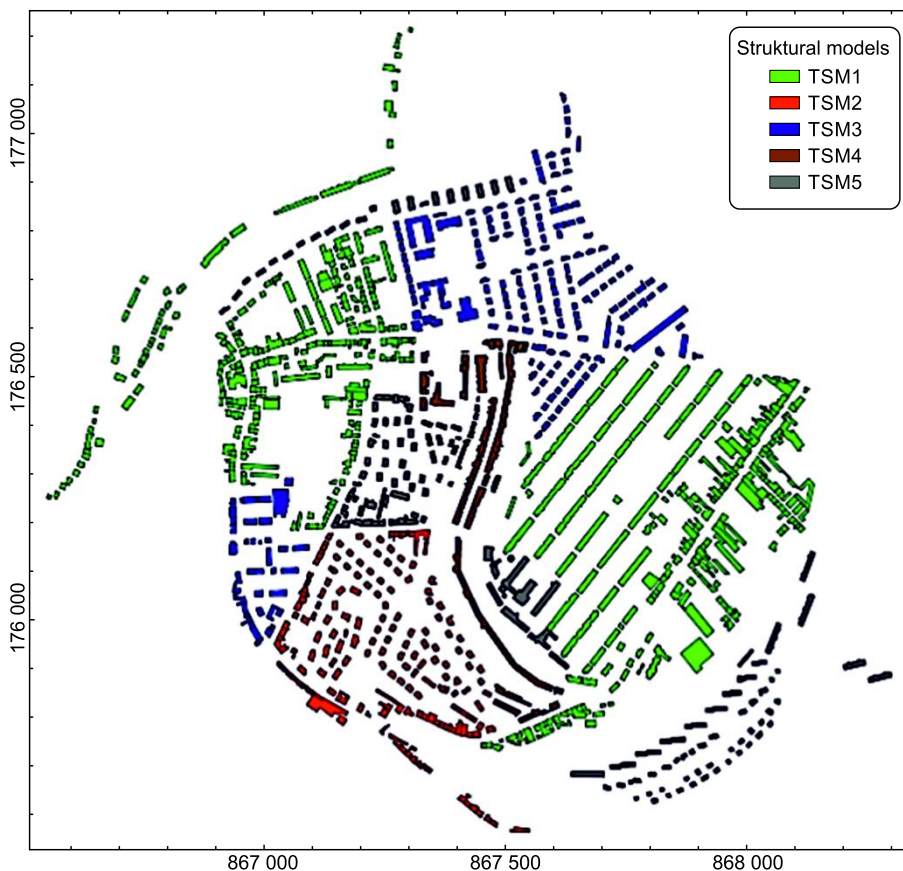 Struktural models
TSM1
TSM2
TSM3
TSM4
TSM5
177 000
176 500
176 000
867 000
867 500
868 000